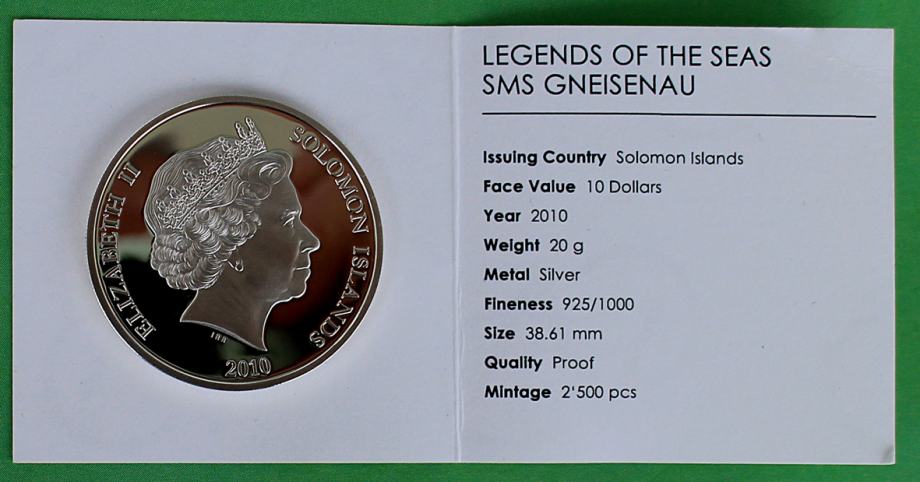 ELIZABETH II
SOLOMON ISLANDS
IRB
2010
LEGENDS OF THE SEAS
SMS GNEISENAU
Issuing Country Solomon Islands
Face Value 10 Dollars
Year 2010
Weight 20 g
Metal Silver
Fineness 925/1000
Size 38.61 mm
Quality Proof
Mintage 2'500 pcs